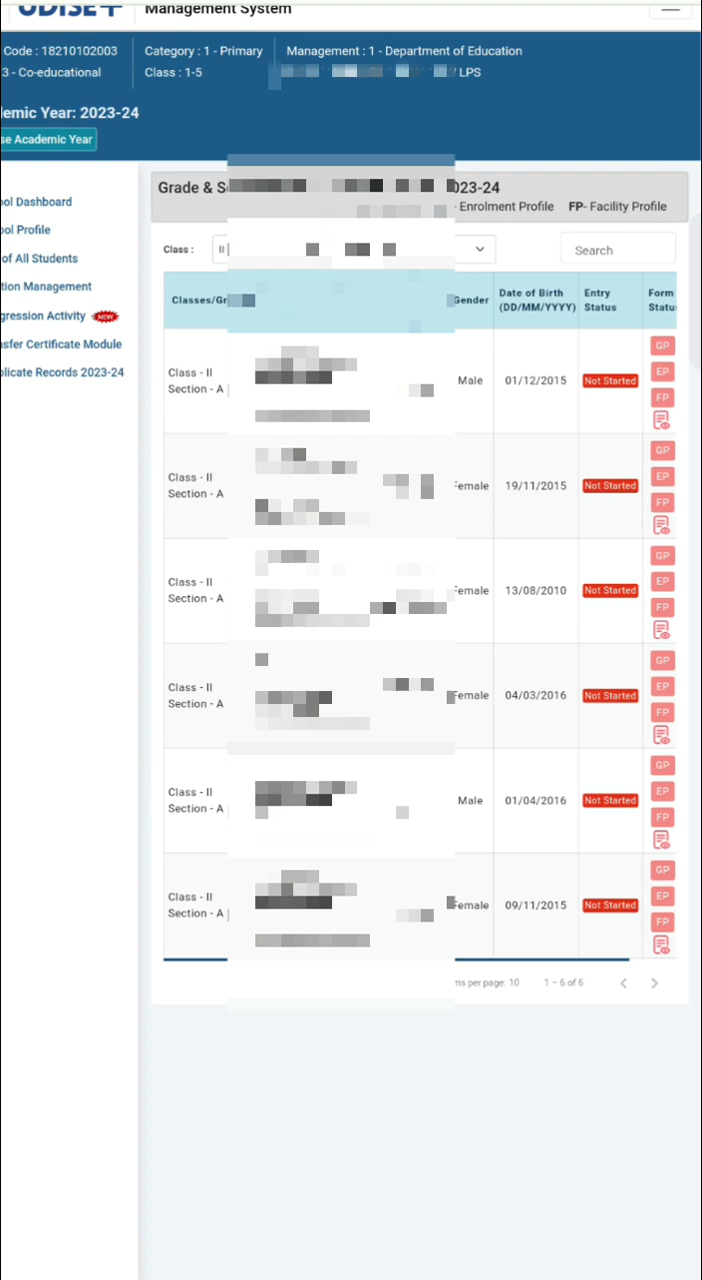 UDISE+ Management System
Code : 18210102003 Category : 1 - Primary Management : 1 - Department of Education
3 - Co-educational Class : 1-5 LPS
emic Year: 2023-24
se Academic Year
ool Dashboard
ool Profile
of All Students
tion Management
gression Activity NEW
nsfer Certificate Module
plicate Records 2023-24
Grade & S 023-24
- Enrolment Profile FP- Facility Profile
Class : II Search
Classes/Gr Gender Date of Birth (DD/MM/YYYY) Entry Status Form Statu
Class - II Male 01/12/2015 Not Started GP
Section - A EP
FP
Class - II Female 19/11/2015 Not Started GP
Section - A EP
FP
Class - II Female 13/08/2010 Not Started GP
Section - A EP
FP
Class - II Female 04/03/2016 Not Started GP
Section - A EP
FP
Class - II Male 01/04/2016 Not Started GP
Section - A EP
FP
Class - II Female 09/11/2015 Not Started GP
Section - A EP
FP
ms per page: 10 1 – 6 of 6